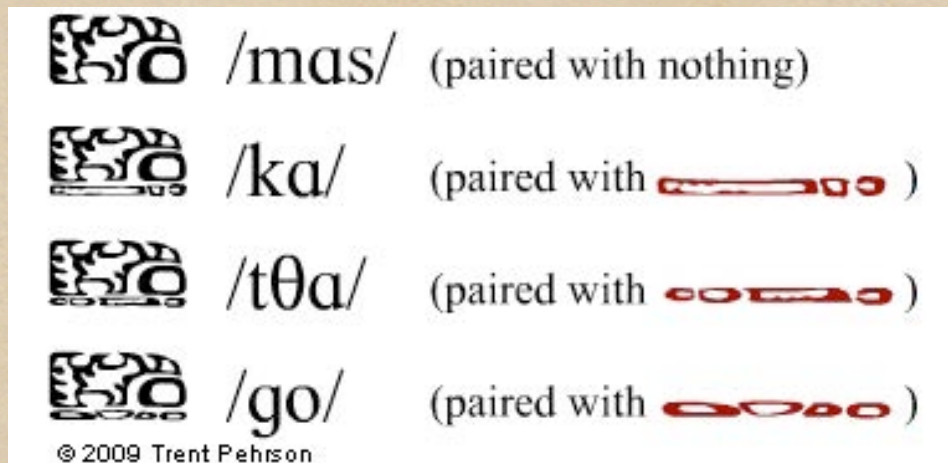 /mɑs/ (paired with nothing)
/kɑ/ (paired with )
/tθɑ/ (paired with )
/go/ (paired with )
© 2009 Trent Pehrson